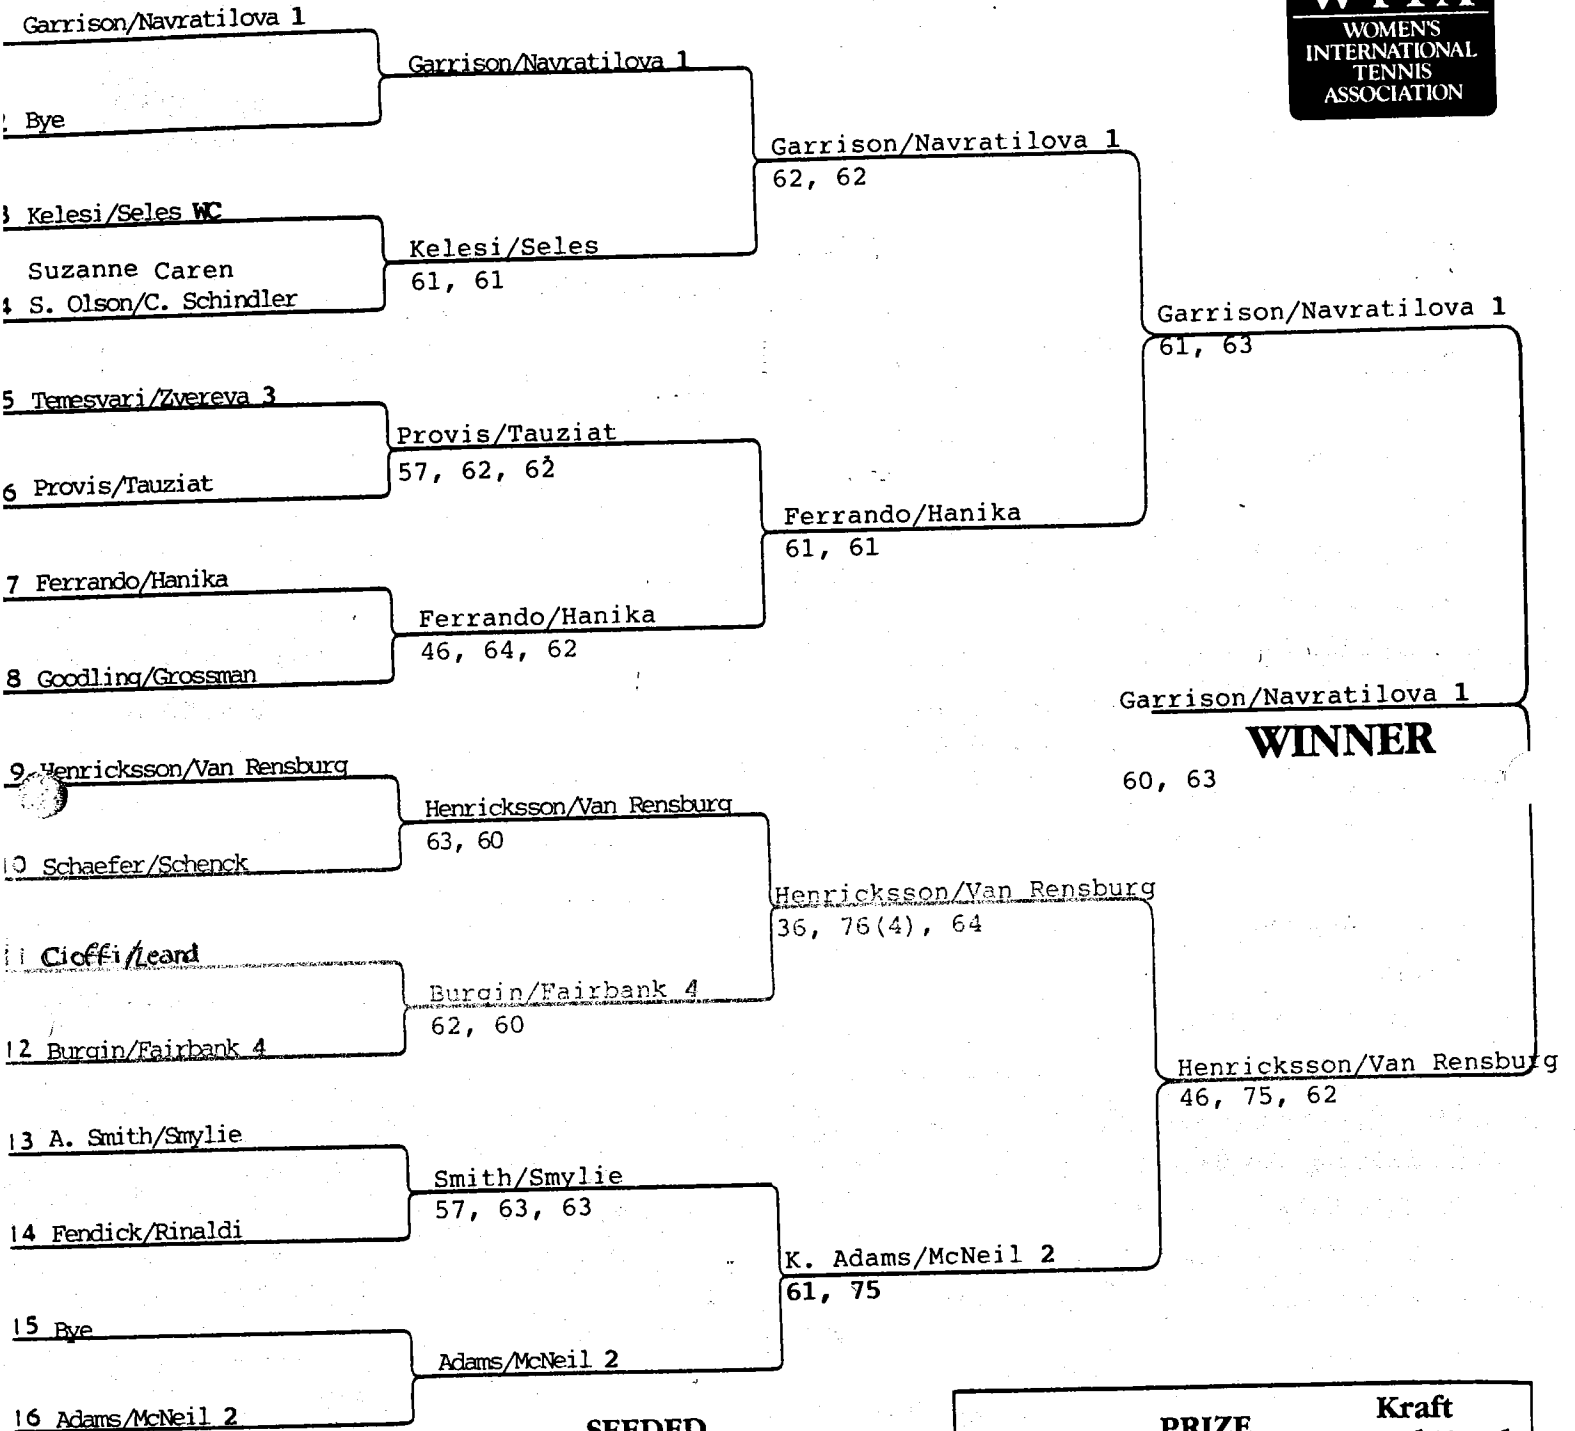 Garrison/Navratilova 1
Bye
3 Kelesi/Seles WC
Suzanne Caren
4 S. Olson/C. Schindler
5 Temesvari/Zvereva 3
6 Provis/Tauziat
7 Ferrando/Hanika
8 Goodling/Grossman
9 Henricksson/Van Rensburg
10 Schaefer/Schenck
11 Cioffi/Leand
12 Burgin/Fairbank 4
13 A. Smith/Smylie
14 Fendick/Rinaldi
15 Bye
16 Adams/McNeil 2
Garrison/Navratilova 1
Kelesi/Seles
61, 61
Provis/Tauziat
57, 62, 62
Ferrando/Hanika
46, 64, 62
Henricksson/Van Rensburg
63, 60
Burgin/Fairbank 4
62, 60
Smith/Smylie
57, 63, 63
Adams/McNeil 2
Garrison/Navratilova 1
62, 62
Ferrando/Hanika
61, 61
Henricksson/Van Rensburg
36, 76(4), 64
K. Adams/McNeil 2
61, 75
Garrison/Navratilova 1
61, 63
Henricksson/Van Rensburg
46, 75, 62
Garrison/Navratilova 1
WINNER
60, 63
WOMEN'S
INTERNATIONAL
TENNIS
ASSOCIATION
SEEDED
PRIZE
Kraft